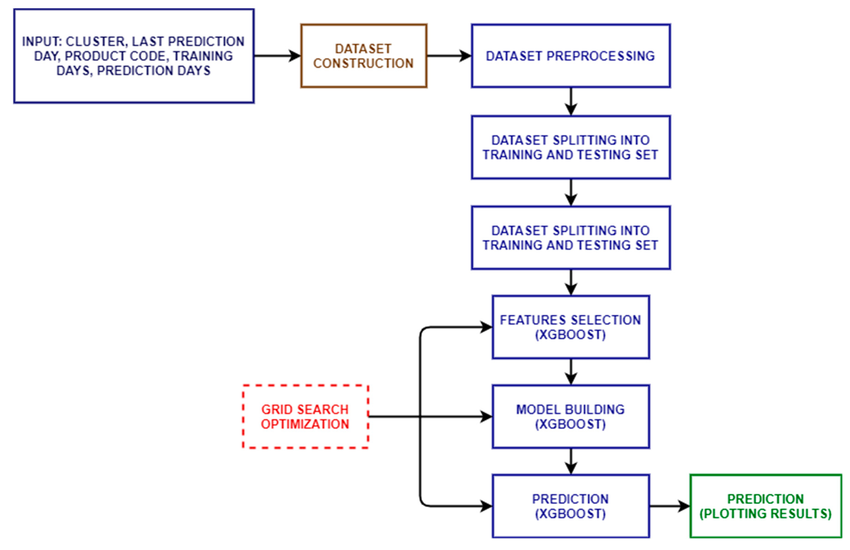 INPUT: CLUSTER, LAST PREDICTION
DAY, PRODUCT CODE, TRAINING
DAYS, PREDICTION DAYS
DATASET
CONSTRUCTION
DATASET PREPROCESSING
DATASET SPLITTING INTO
TRAINING AND TESTING SET
DATASET SPLITTING INTO
TRAINING AND TESTING SET
FEATURES SELECTION
(XGBOOST)
GRID SEARCH
OPTIMIZATION
MODEL BUILDING
(XGBOOST)
PREDICTION
(XGBOOST)
PREDICTION
(PLOTTING RESULTS)